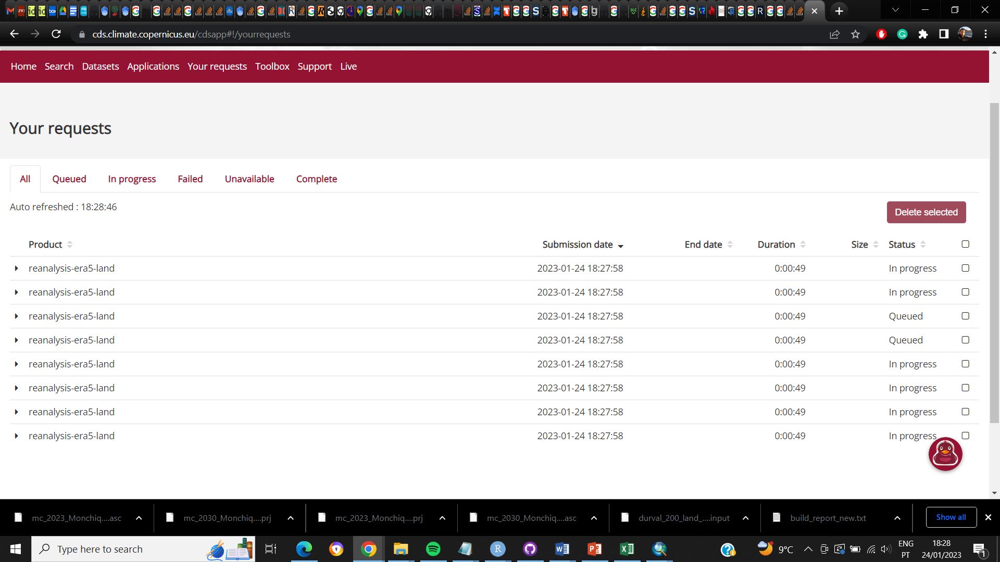 cds.climate.copernicus.eu/cdsapp#!/yourrequests
Home Search Datasets Applications Your requests Toolbox Support Live
Your requests
All Queued In progress Failed Unavailable Complete
Auto refreshed : 18:28:46
Delete selected
Product Submission date End date Duration Size Status
reanalysis-era5-land 2023-01-24 18:27:58 0:00:49 In progress
reanalysis-era5-land 2023-01-24 18:27:58 0:00:49 In progress
reanalysis-era5-land 2023-01-24 18:27:58 0:00:49 Queued
reanalysis-era5-land 2023-01-24 18:27:58 0:00:49 Queued
reanalysis-era5-land 2023-01-24 18:27:58 0:00:49 In progress
reanalysis-era5-land 2023-01-24 18:27:58 0:00:49 In progress
reanalysis-era5-land 2023-01-24 18:27:58 0:00:49 In progress
reanalysis-era5-land 2023-01-24 18:27:58 0:00:49 In progress
mc_2023_Monchiq....asc mc_2030_Monchiq....prj mc_2023_Monchiq....prj mc_2030_Monchiq....asc durval_200_land_....input build_report_new.txt Show all
Type here to search 9°C ENG 18:28
PT 24/01/2023 1